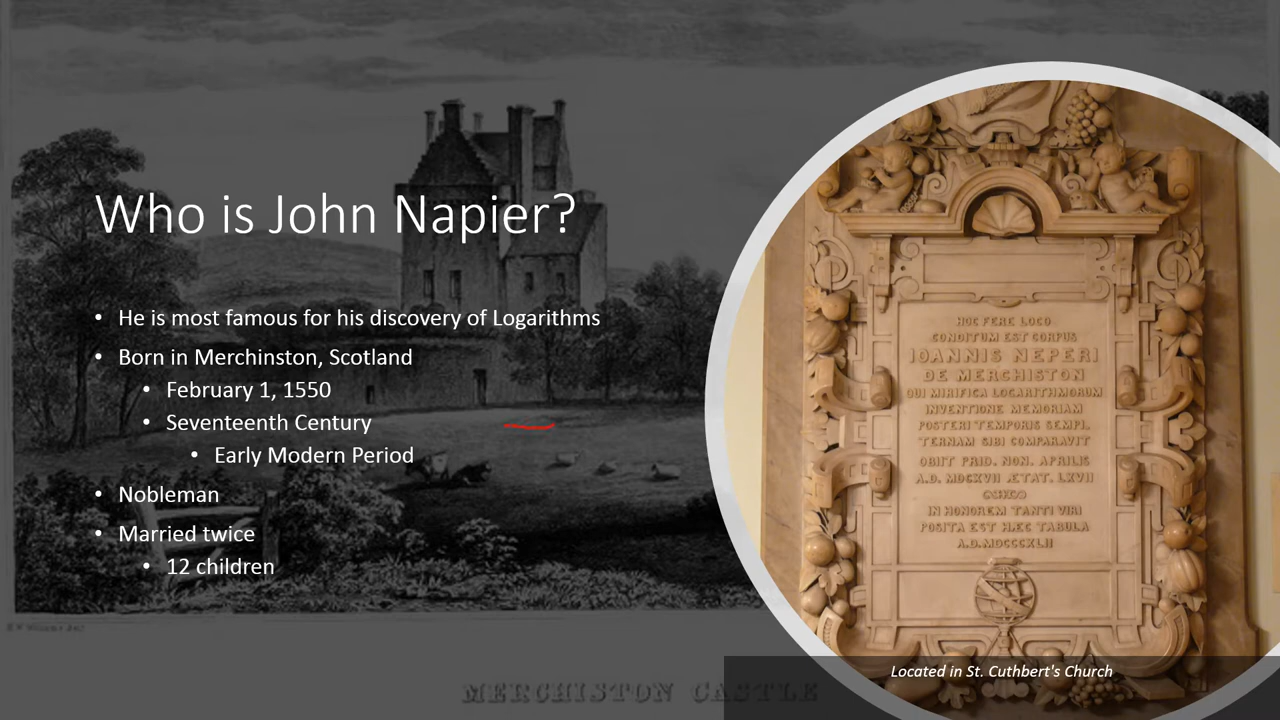 Who is John Napier?
• He is most famous for his discovery of Logarithms
• Born in Merchinston, Scotland
• February 1, 1550
• Seventeenth Century
• Early Modern Period
• Nobleman
• Married twice
• 12 children
HOC FERE LOCO
CONDITUM EST CORPUS
IOANNIS NEPERI
DE MERCHISTON
QUI MIRIFICA LOGARITHMORUM
INVENTIONE MEMORIAM
POSTERI TEMPORIS SEMPI.
TERNAM SIBI COMPARAVIT
OBIIT PRID. NON. APRILIS
A.D. MDCXVII ÆTAT. LXVII
IN HONOREM TANTI VIRI
POSITA EST HÆC TABULA
A.D.MDCCCXLII
Located in St. Cuthbert's Church
MERCHISTON CASTLE